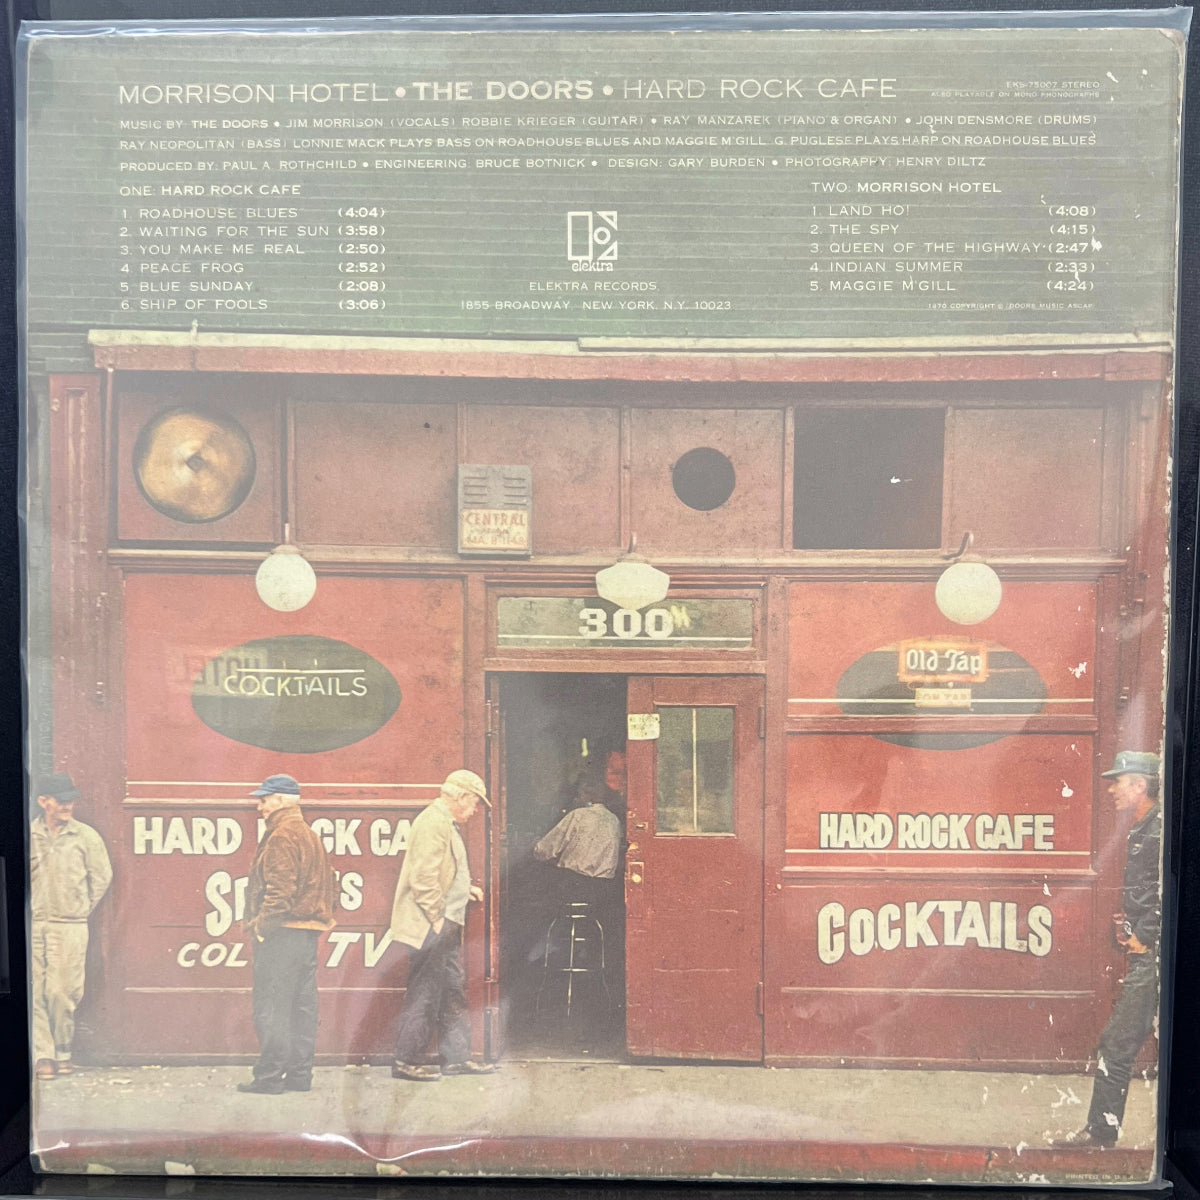 MORRISON HOTEL • THE DOORS • HARD ROCK CAFE
EKS-75007 STEREO
ALSO PLAYABLE ON MONO PHONOGRAPHS
MUSIC BY: THE DOORS • JIM MORRISON (VOCALS) ROBBIE KRIEGER (GUITAR) • RAY MANZAREK (PIANO & ORGAN) • JOHN DENSMORE (DRUMS)
RAY NEOPOLITAN (BASS) LONNIE MACK PLAYS BASS ON ROADHOUSE BLUES AND MAGGIE M'GILL. G. PUGLESE PLAYS HARP ON ROADHOUSE BLUES
PRODUCED BY: PAUL A. ROTHCHILD • ENGINEERING: BRUCE BOTNICK • DESIGN: GARY BURDEN • PHOTOGRAPHY: HENRY DILTZ
ONE: HARD ROCK CAFE
1. ROADHOUSE BLUES (4:04)
2. WAITING FOR THE SUN (3:58)
3. YOU MAKE ME REAL (2:50)
4. PEACE FROG (2:52)
5. BLUE SUNDAY (2:08)
6. SHIP OF FOOLS (3:06)
elektra
ELEKTRA RECORDS,
1855 BROADWAY, NEW YORK, N.Y. 10023
TWO: MORRISON HOTEL
1. LAND HO! (4:08)
2. THE SPY (4:15)
3. QUEEN OF THE HIGHWAY (2:47)
4. INDIAN SUMMER (2:33)
5. MAGGIE M'GILL (4:24)
1970 COPYRIGHT © DOORS MUSIC ASCAP
CENTRAL
MA. 8-1148
300
HOTEL
COCKTAILS
Old Tap
ON TAP
HARD CK CA
'S
COL TV
HARD ROCK CAFE
COCKTAILS
PRINTED IN U.S.A.